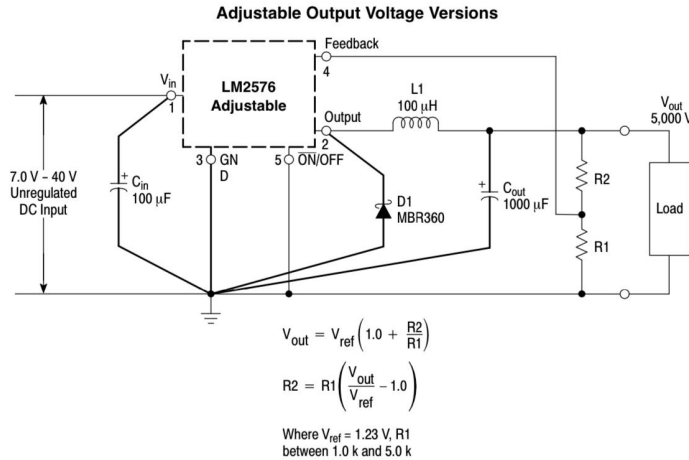 Adjustable Output Voltage Versions
Feedback
4
Vin
1
LM2576
Adjustable
Output
2
L1
100 μH
Vout
5,000 V
3
GN
D
5
ON/OFF
7.0 V - 40 V
Unregulated
DC Input
+
Cin
100 μF
D1
MBR360
+
Cout
1000 μF
R2
R1
Load
Vout = Vref (1.0 + R2/R1)
R2 = R1 (Vout/Vref - 1.0)
Where Vref = 1.23 V, R1
between 1.0 k and 5.0 k